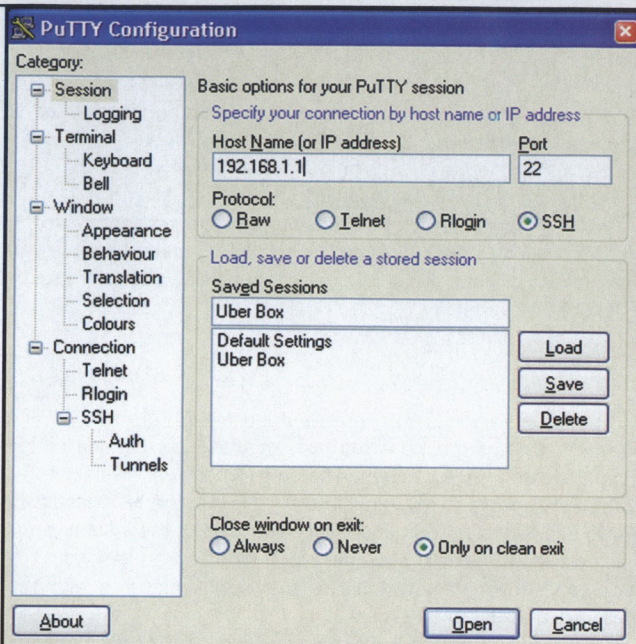 PuTTY Configuration
Category:
Session
Logging
Terminal
Keyboard
Bell
Window
Appearance
Behaviour
Translation
Selection
Colours
Connection
Telnet
Rlogin
SSH
Auth
Tunnels
Basic options for your PuTTY session
Specify your connection by host name or IP address
Host Name (or IP address)
Port
192.168.1.1
22
Protocol:
Raw Telnet Rlogin SSH
Load, save or delete a stored session
Saved Sessions
Uber Box
Default Settings
Uber Box
Load
Save
Delete
Close window on exit:
Always Never Only on clean exit
About
Open
Cancel